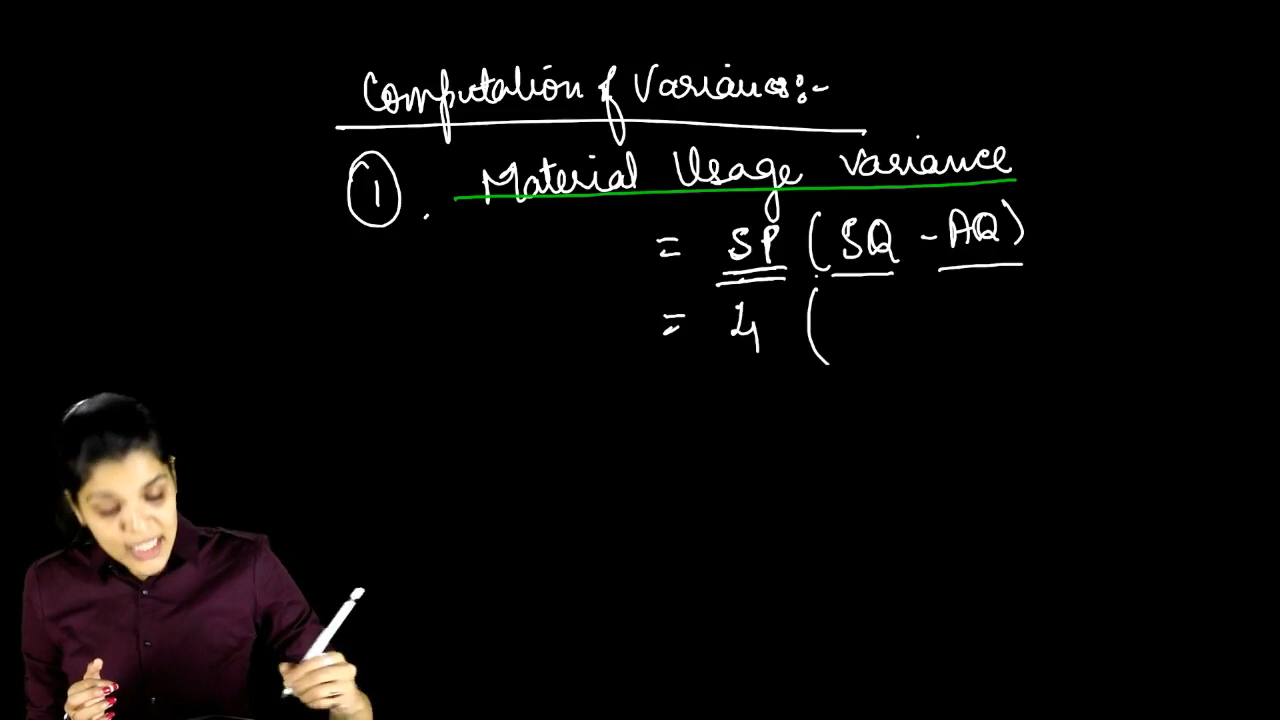 Computation of Variances:-
① . Material Usage Variance
= SP (SQ - AQ)
= 4 (